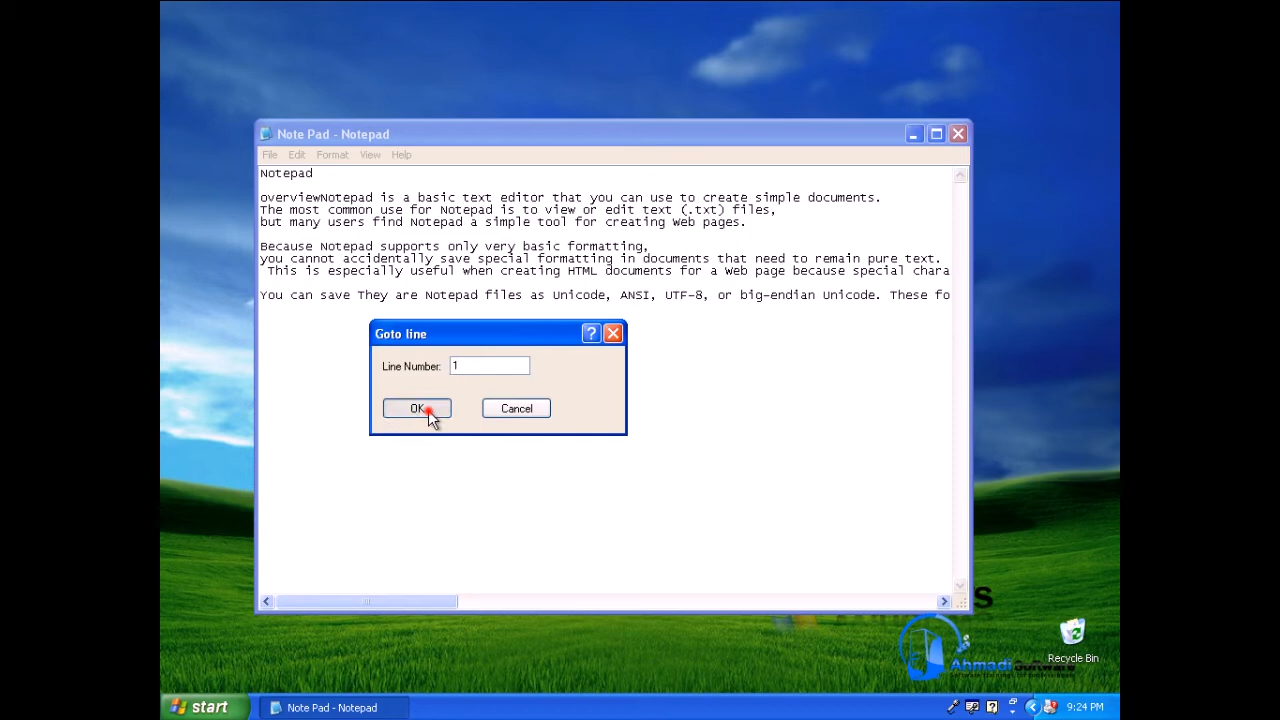 Note Pad - Notepad
File Edit Format View Help
Notepad
overviewNotepad is a basic text editor that you can use to create simple documents.
The most common use for Notepad is to view or edit text (.txt) files,
but many users find Notepad a simple tool for creating Web pages.
Because Notepad supports only very basic formatting,
you cannot accidentally save special formatting in documents that need to remain pure text.
This is especially useful when creating HTML documents for a Web page because special chara
You can save They are Notepad files as Unicode, ANSI, UTF-8, or big-endian Unicode. These fo
Goto line
Line Number: 1
OK Cancel
Recycle Bin
Ahmadi Software
start Note Pad - Notepad 9:24 PM